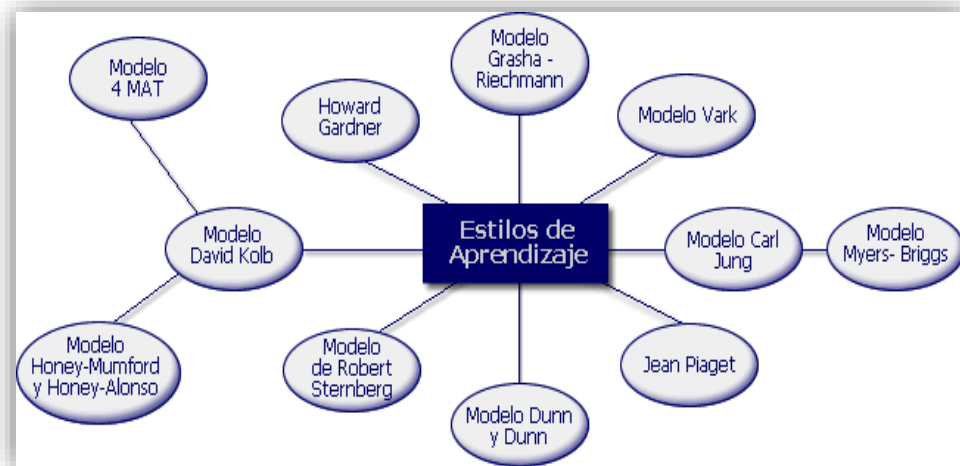 Modelo
4 MAT
Howard
Gardner
Modelo
Grasha -
Riechmann
Modelo Vark
Modelo
David Kolb
Estilos de
Aprendizaje
Modelo Carl
Jung
Modelo
Myers- Briggs
Modelo
Honey-Mumford
y Honey-Alonso
Modelo
de Robert
Sternberg
Modelo Dunn
y Dunn
Jean Piaget